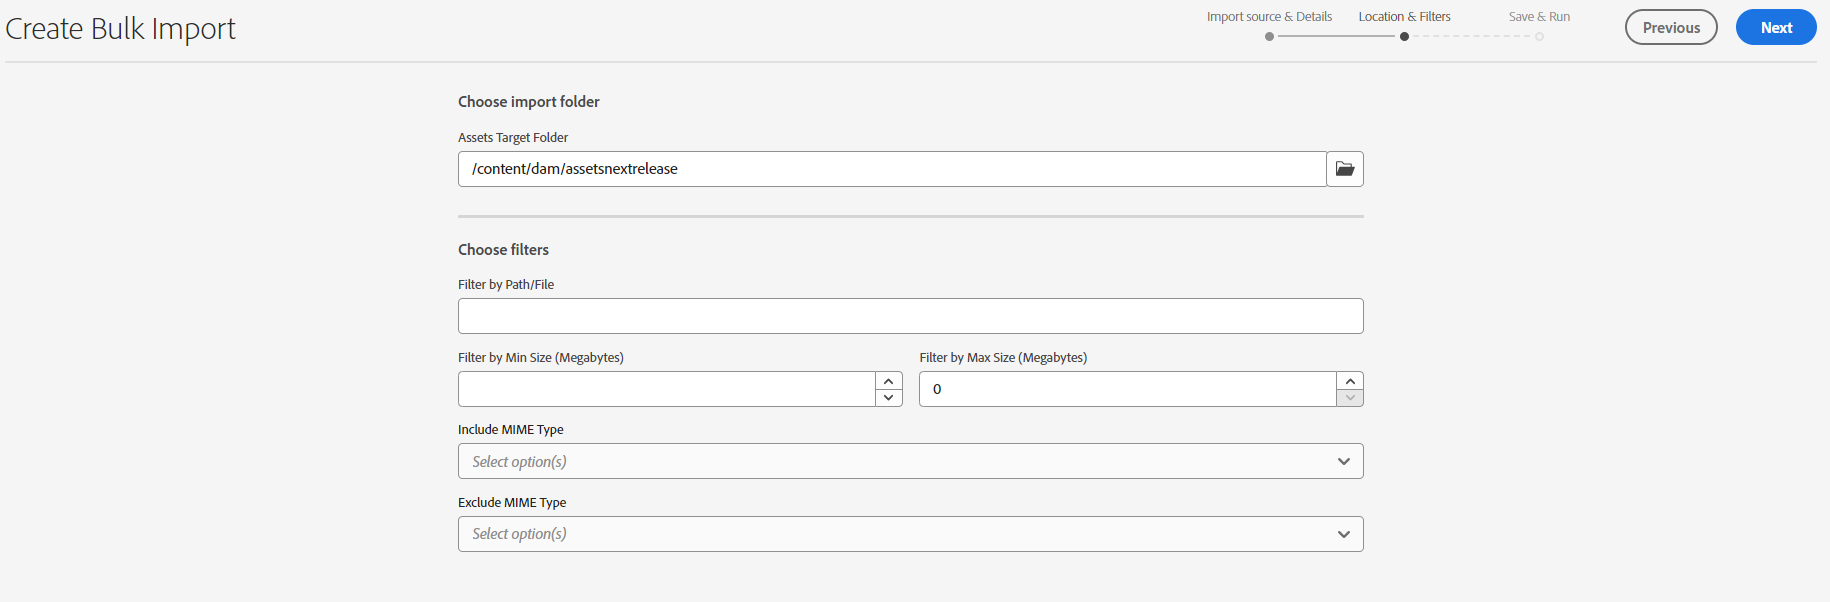 Create Bulk Import
Import source & Details
Location & Filters
Save & Run
Previous
Next
Choose import folder
Assets Target Folder
/content/dam/assetsnextrelease
Choose filters
Filter by Path/File
Filter by Min Size (Megabytes)
Filter by Max Size (Megabytes)
0
Include MIME Type
Select option(s)
Exclude MIME Type
Select option(s)